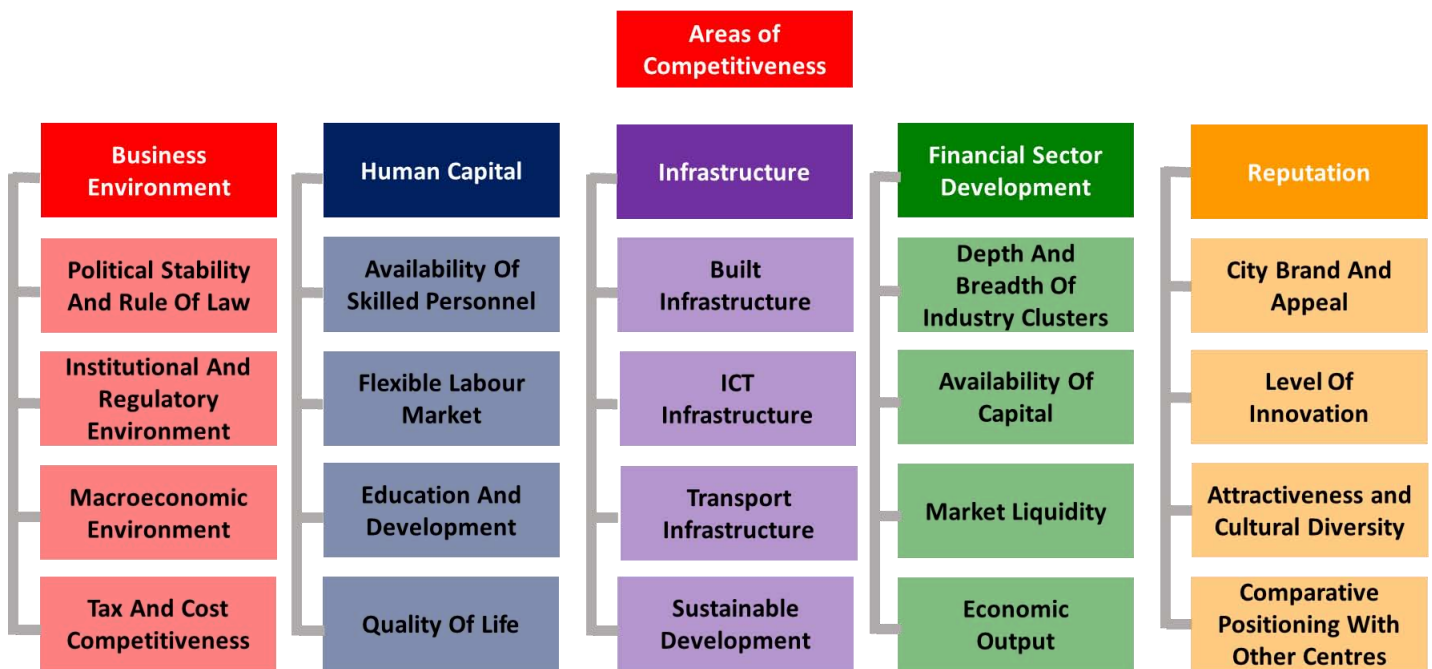 Areas of
Competitiveness
Business
Environment
Political Stability
And Rule Of Law
Institutional And
Regulatory
Environment
Macroeconomic
Environment
Tax And Cost
Competitiveness
Human Capital
Availability Of
Skilled Personnel
Flexible Labour
Market
Education And
Development
Quality Of Life
Infrastructure
Built
Infrastructure
ICT
Infrastructure
Transport
Infrastructure
Sustainable
Development
Financial Sector
Development
Depth And
Breadth Of
Industry Clusters
Availability Of
Capital
Market Liquidity
Economic
Output
Reputation
City Brand And
Appeal
Level Of
Innovation
Attractiveness and
Cultural Diversity
Comparative
Positioning With
Other Centres